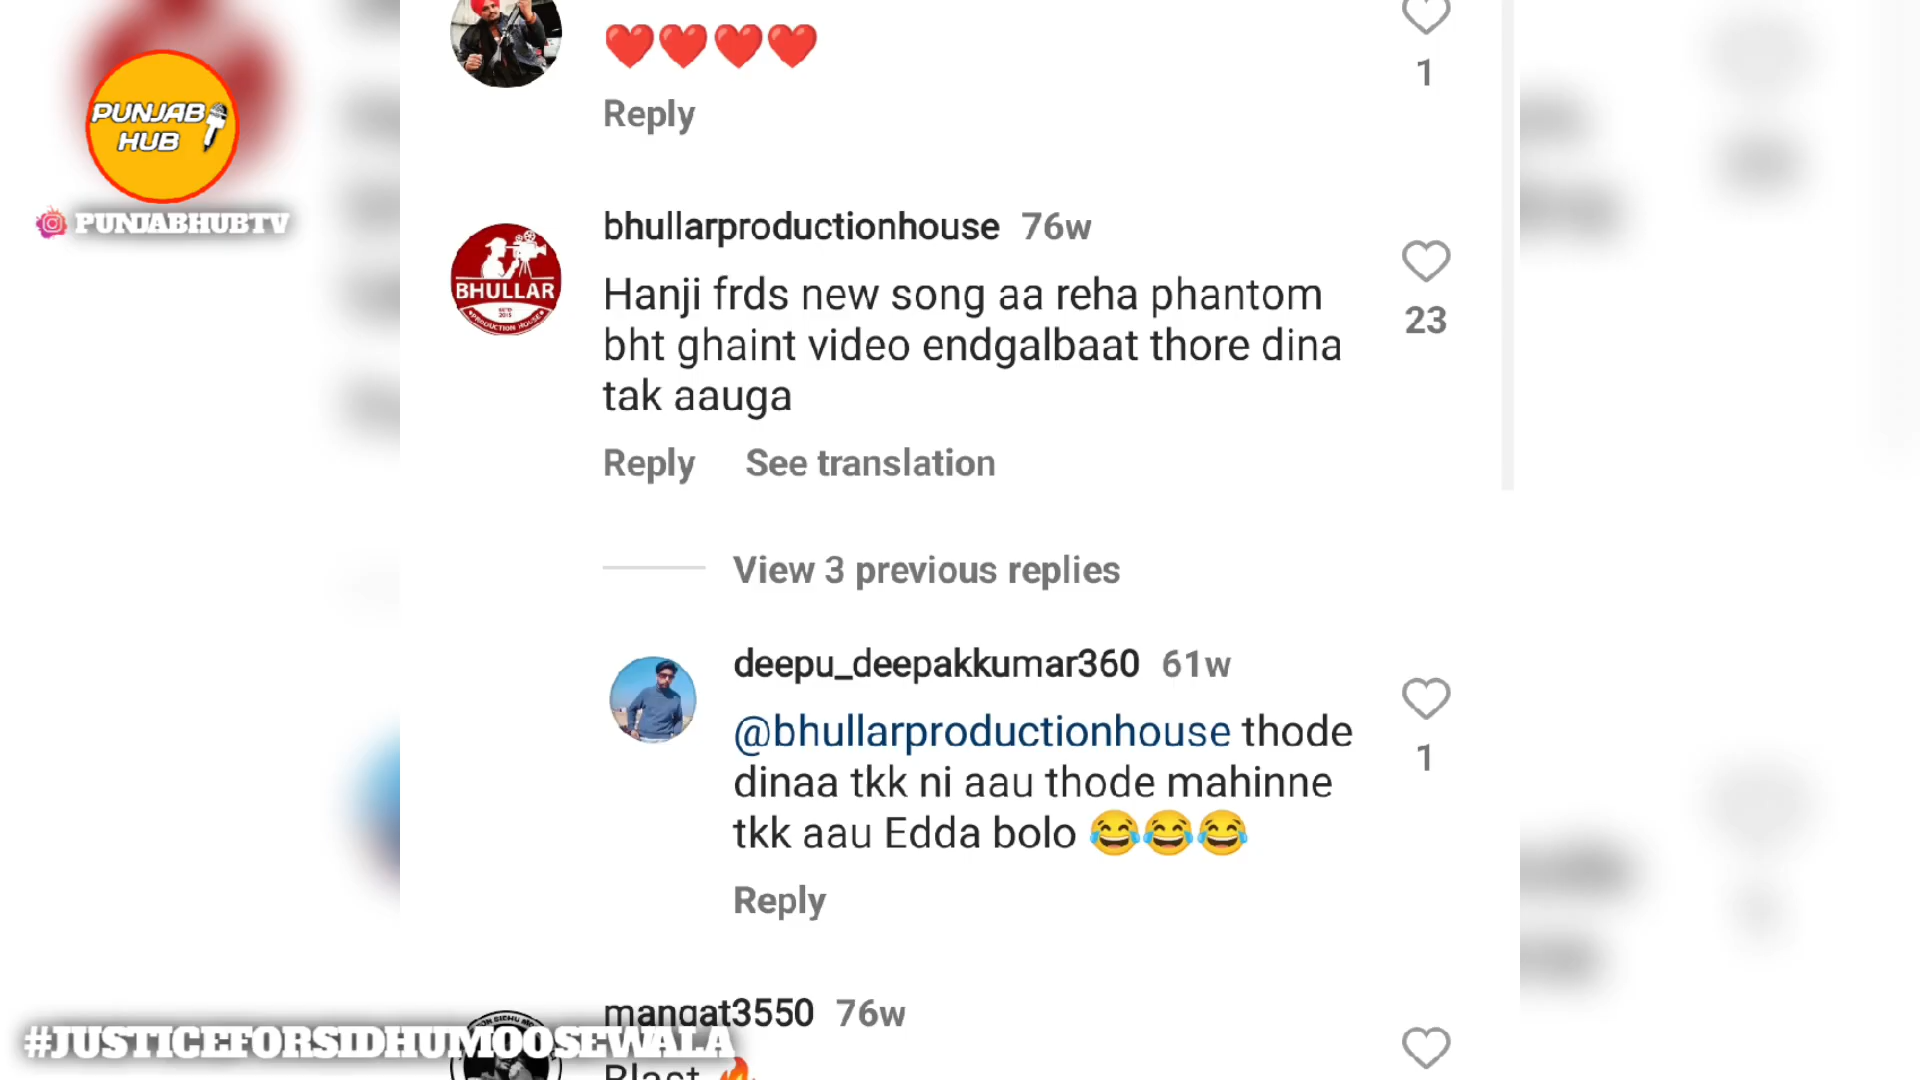 PUNJAB
HUB
PUNJABHUBTV
❤️❤️❤️❤️
1
Reply
bhullarproductionhouse 76w
BHULLAR
PRODUCTION HOUSE
Hanji frds new song aa reha phantom
bht ghaint video endgalbaat thore dina
tak aauga
23
Reply See translation
View 3 previous replies
deepu_deepakkumar360 61w
@bhullarproductionhouse thode
dinaa tkk ni aau thode mahinne
tkk aau Edda bolo 😂😂😂
1
Reply
mangat3550 76w
#JUSTICEFORSIDHUMOOSEWALA
Blast 🔥